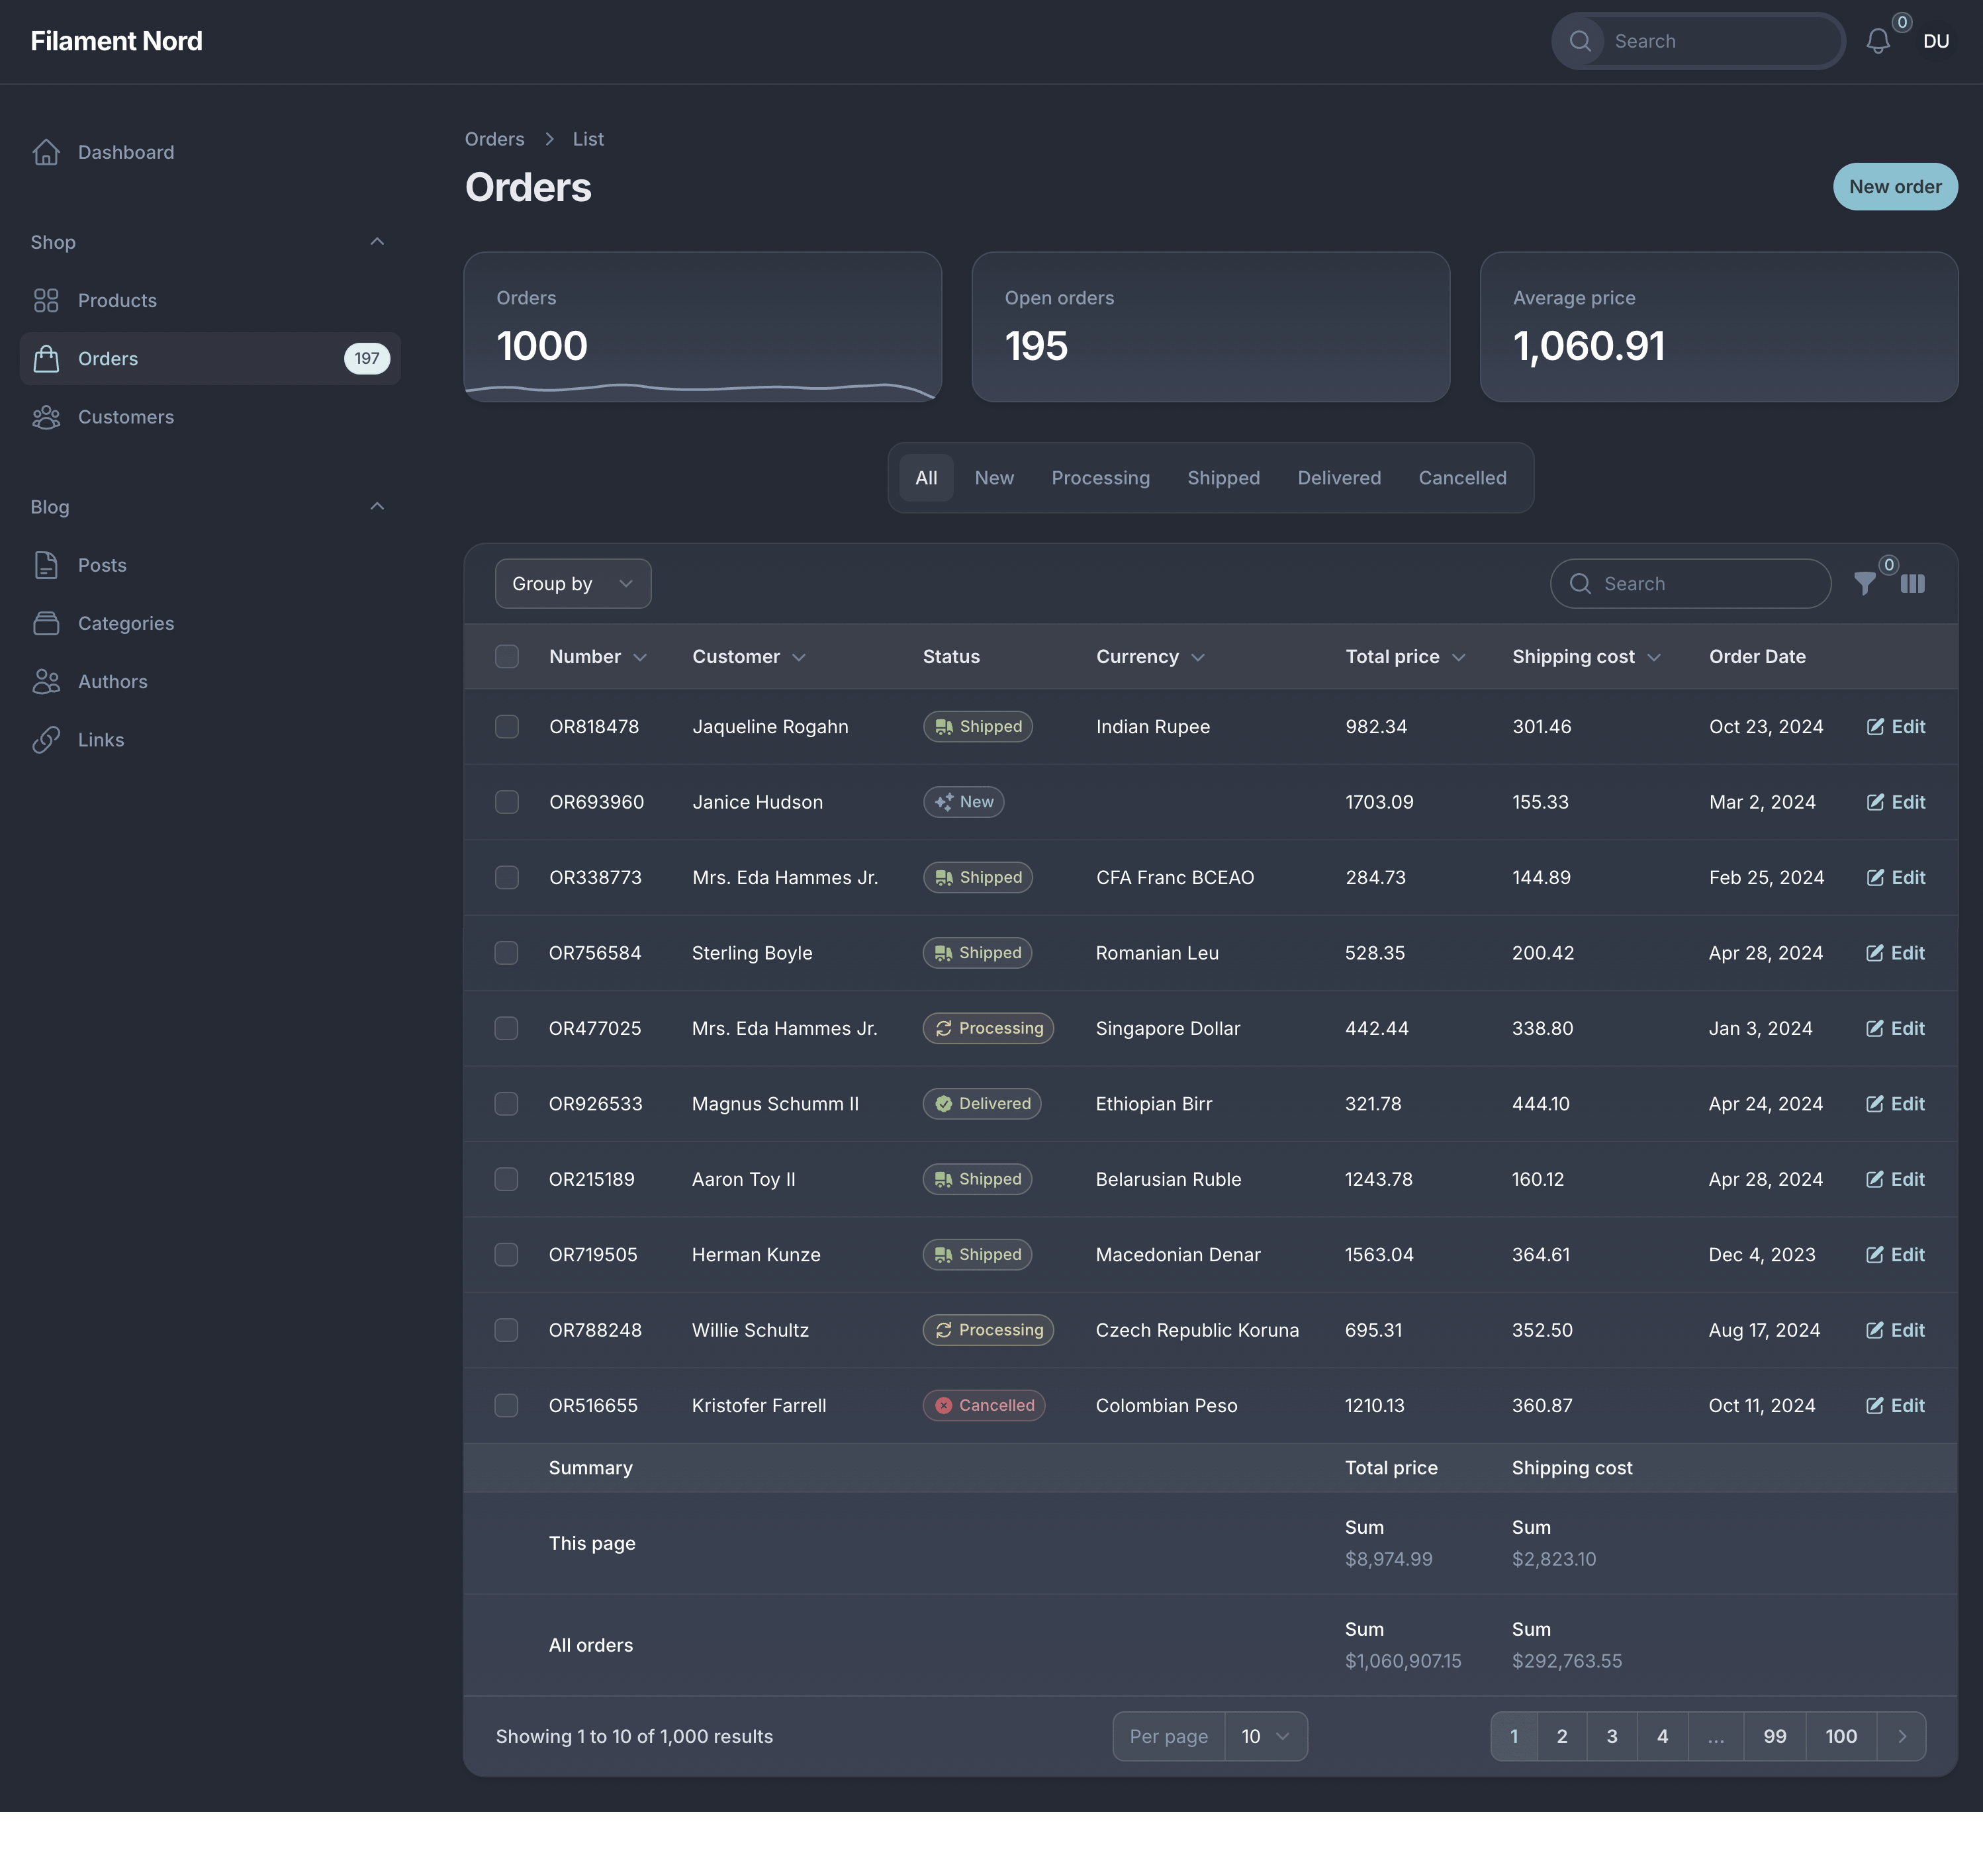 Filament Nord
Search
0
DU
Dashboard
Shop
Products
Orders 197
Customers
Blog
Posts
Categories
Authors
Links
Orders > List
Orders
New order
Orders
1000
Open orders
195
Average price
1,060.91
All New Processing Shipped Delivered Cancelled
Group by
Search
0
Number Customer Status Currency Total price Shipping cost Order Date
OR818478 Jaqueline Rogahn Shipped Indian Rupee 982.34 301.46 Oct 23, 2024 Edit
OR693960 Janice Hudson New 1703.09 155.33 Mar 2, 2024 Edit
OR338773 Mrs. Eda Hammes Jr. Shipped CFA Franc BCEAO 284.73 144.89 Feb 25, 2024 Edit
OR756584 Sterling Boyle Shipped Romanian Leu 528.35 200.42 Apr 28, 2024 Edit
OR477025 Mrs. Eda Hammes Jr. Processing Singapore Dollar 442.44 338.80 Jan 3, 2024 Edit
OR926533 Magnus Schumm II Delivered Ethiopian Birr 321.78 444.10 Apr 24, 2024 Edit
OR215189 Aaron Toy II Shipped Belarusian Ruble 1243.78 160.12 Apr 28, 2024 Edit
OR719505 Herman Kunze Shipped Macedonian Denar 1563.04 364.61 Dec 4, 2023 Edit
OR788248 Willie Schultz Processing Czech Republic Koruna 695.31 352.50 Aug 17, 2024 Edit
OR516655 Kristofer Farrell Cancelled Colombian Peso 1210.13 360.87 Oct 11, 2024 Edit
Summary Total price Shipping cost
This page
Sum Sum
$8,974.99 $2,823.10
All orders
Sum Sum
$1,060,907.15 $292,763.55
Showing 1 to 10 of 1,000 results
Per page 10
1 2 3 4 ... 99 100